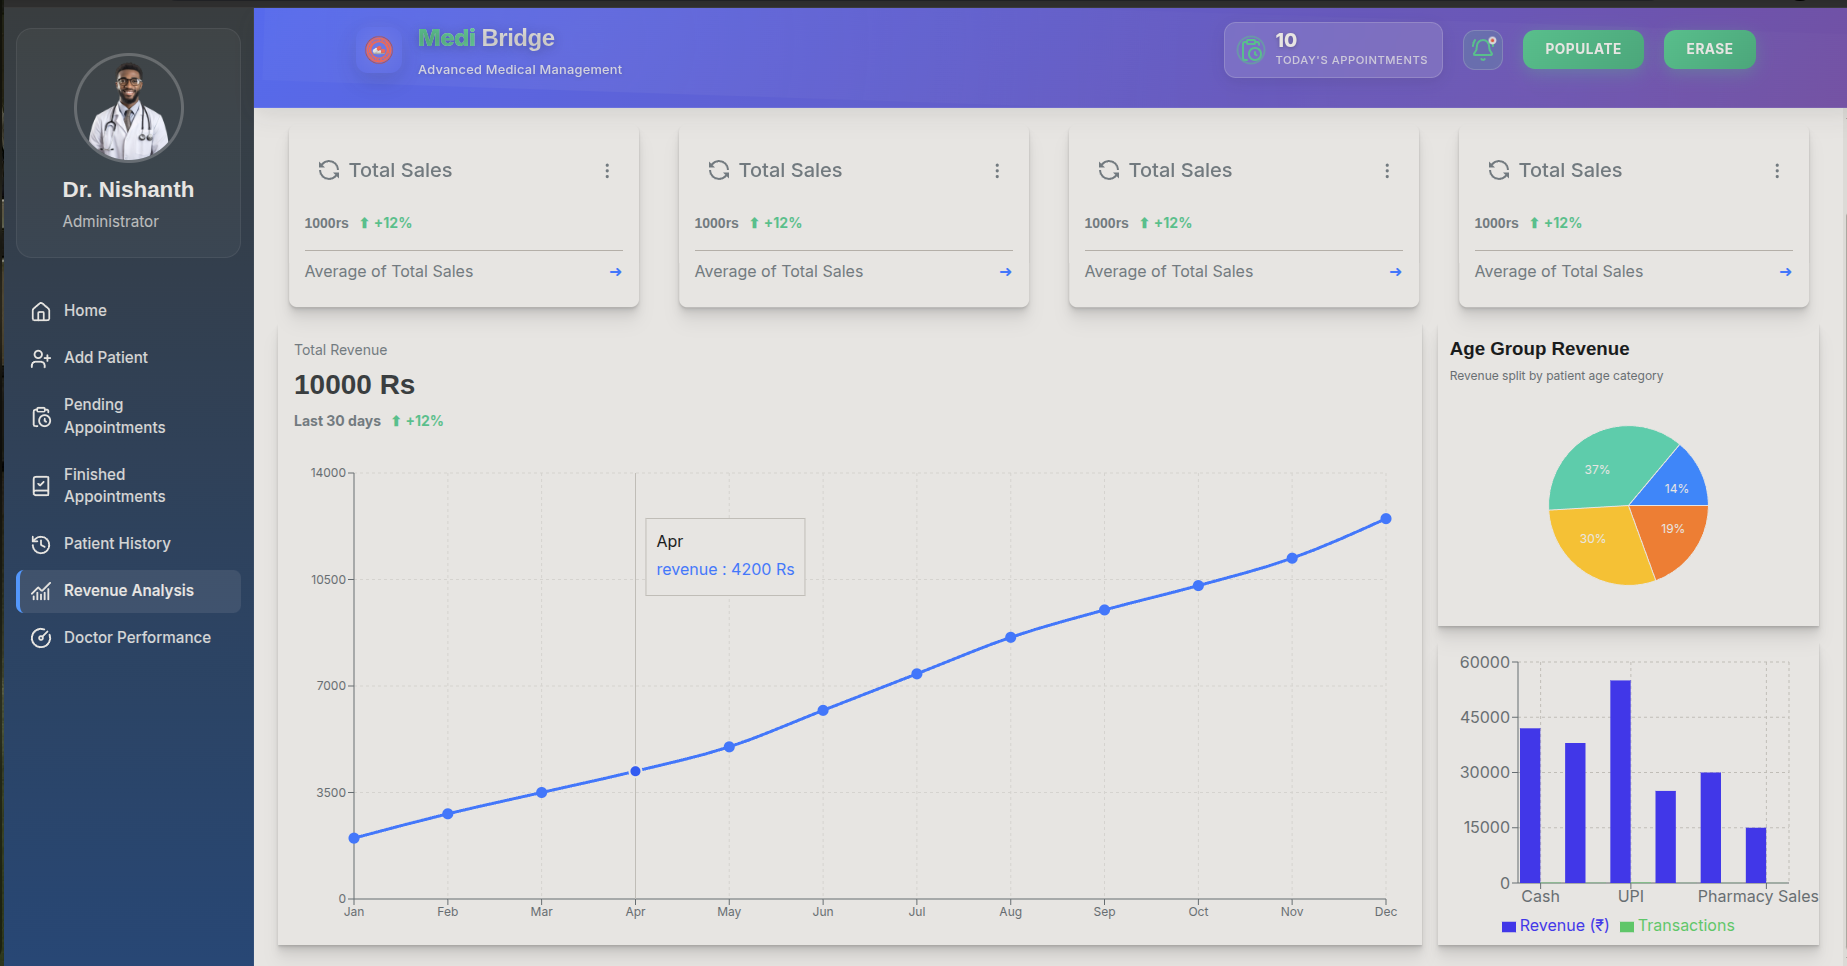 Dr. Nishanth
Administrator
Home
Add Patient
Pending
Appointments
Finished
Appointments
Patient History
Revenue Analysis
Doctor Performance
Medi Bridge
Advanced Medical Management
10
TODAY'S APPOINTMENTS
POPULATE
ERASE
Total Sales
1000rs +12%
Average of Total Sales
Total Sales
1000rs +12%
Average of Total Sales
Total Sales
1000rs +12%
Average of Total Sales
Total Sales
1000rs +12%
Average of Total Sales
Total Revenue
10000 Rs
Last 30 days +12%
14000
10500
7000
3500
0
Apr
revenue : 4200 Rs
Jan Feb Mar Apr May Jun Jul Aug Sep Oct Nov Dec
Age Group Revenue
Revenue split by patient age category
37%
14%
30%
19%
60000
45000
30000
15000
0
Cash UPI Pharmacy Sales
Revenue (₹) Transactions